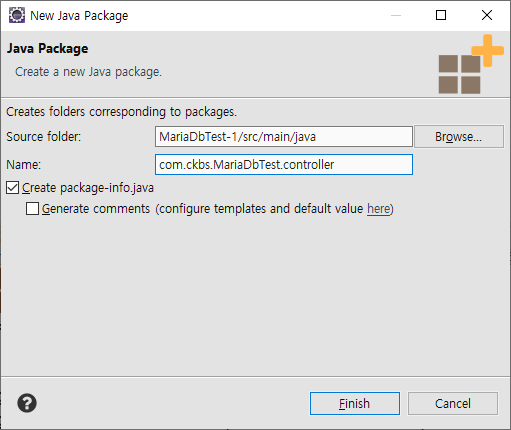 New Java Package
Java Package
Create a new Java package.
Creates folders corresponding to packages.
Source folder: MariaDbTest-1/src/main/java Browse...
Name: com.ckbs.MariaDbTest.controller
Create package-info.java
Generate comments (configure templates and default value here)
? Finish Cancel